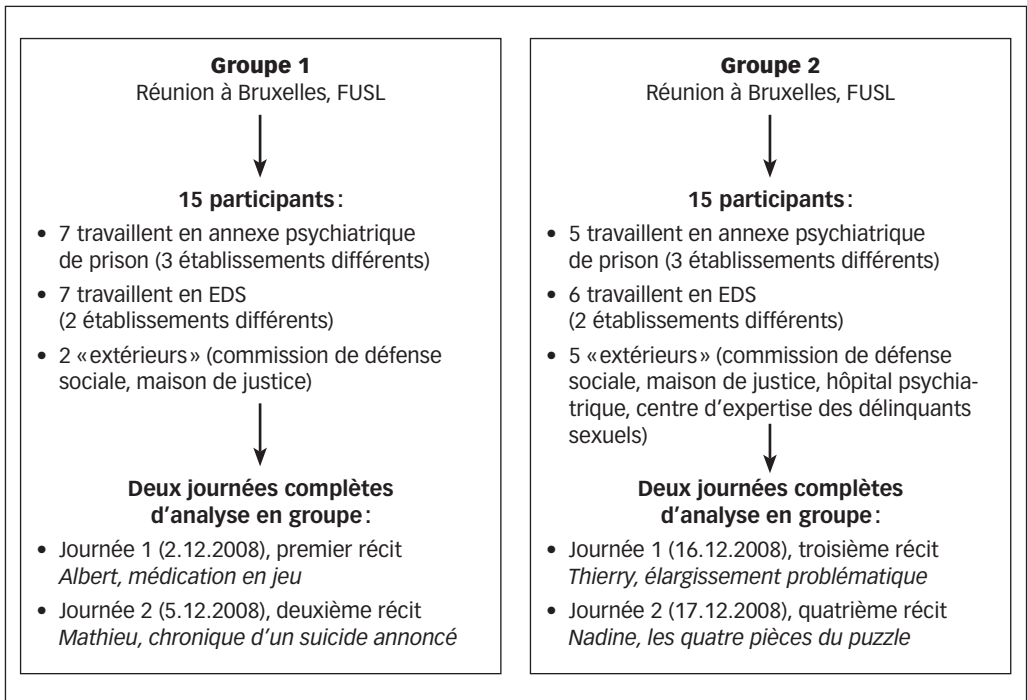 Groupe 1
Réunion à Bruxelles, FUSL
15 participants :
• 7 travaillent en annexe psychiatrique
de prison (3 établissements différents)
• 7 travaillent en EDS
(2 établissements différents)
• 2 «extérieurs» (commission de défense
sociale, maison de justice)
Deux journées complètes
d'analyse en groupe :
• Journée 1 (2.12.2008), premier récit
Albert, médication en jeu
• Journée 2 (5.12.2008), deuxième récit
Mathieu, chronique d'un suicide annoncé
Groupe 2
Réunion à Bruxelles, FUSL
15 participants :
• 5 travaillent en annexe psychiatrique
de prison (3 établissements différents)
• 6 travaillent en EDS
(2 établissements différents)
• 5 «extérieurs» (commission de défense
sociale, maison de justice, hôpital psychia-
trique, centre d'expertise des délinquants
sexuels)
Deux journées complètes
d'analyse en groupe :
• Journée 1 (16.12.2008), troisième récit
Thierry, élargissement problématique
• Journée 2 (17.12.2008), quatrième récit
Nadine, les quatre pièces du puzzle